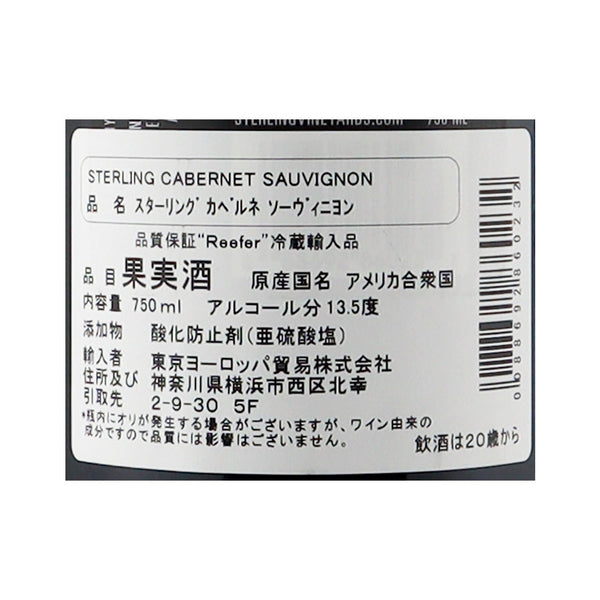 STERLINGVINEYARDS.COM 750 ML
STERLING CABERNET SAUVIGNON
品 名 ｽﾀｰﾘﾝｸﾞ ｶﾍﾞﾙﾈ ｿｰｳﾞｨﾆﾖﾝ
品質保証“Reefer”冷蔵輸入品
品 目 果実酒 原産国名 アメリカ合衆国
内容量 750ml アルコール分 13.5度
添加物 酸化防止剤(亜硫酸塩)
輸入者 東京ヨーロッパ貿易株式会社
住所及び 神奈川県横浜市西区北幸
引取先 2-9-30 5F
*瓶内にオリが発生する場合がございますが、ワイン由来の
成分ですので品質には影響はございません。
飲酒は20歳から